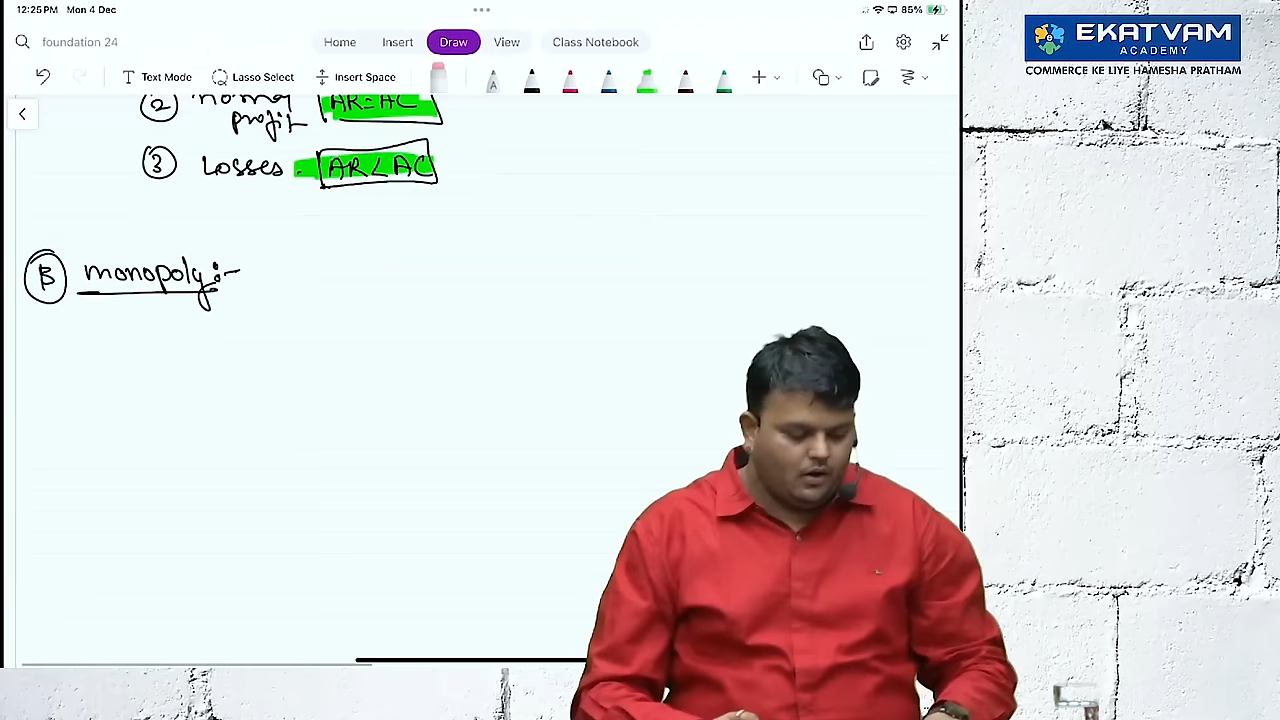 12:25 PM Mon 4 Dec
85%
foundation 24
Home Insert Draw View Class Notebook
Text Mode Lasso Select Insert Space
EKATVAM
ACADEMY
COMMERCE KE LIYE HAMESHA PRATHAM
2 AR=AC
profit
3 Losses. AR<AC
B monopoly:-